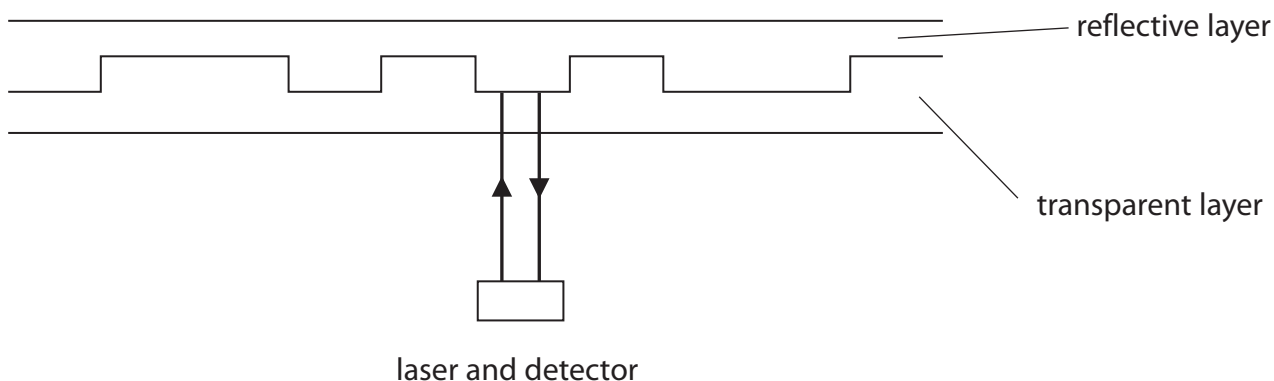 reflective layer
transparent layer
laser and detector